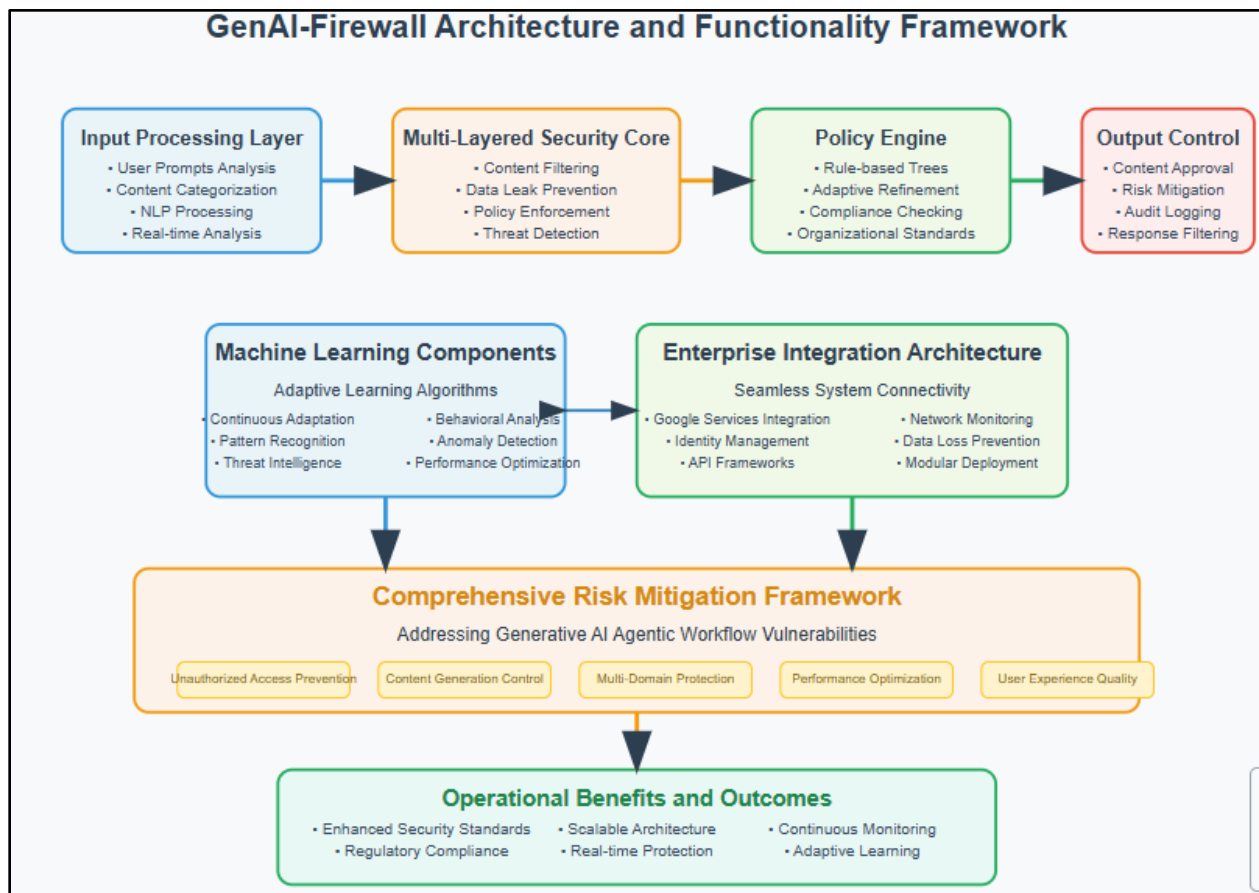 GenAI-Firewall Architecture and Functionality Framework
Input Processing Layer
• User Prompts Analysis
• Content Categorization
• NLP Processing
• Real-time Analysis
Multi-Layered Security Core
• Content Filtering
• Data Leak Prevention
• Policy Enforcement
• Threat Detection
Policy Engine
• Rule-based Trees
• Adaptive Refinement
• Compliance Checking
• Organizational Standards
Output Control
• Content Approval
• Risk Mitigation
• Audit Logging
• Response Filtering
Machine Learning Components
Adaptive Learning Algorithms
• Continuous Adaptation
• Pattern Recognition
• Threat Intelligence
• Behavioral Analysis
• Anomaly Detection
• Performance Optimization
Enterprise Integration Architecture
Seamless System Connectivity
• Google Services Integration
• Identity Management
• API Frameworks
• Network Monitoring
• Data Loss Prevention
• Modular Deployment
Comprehensive Risk Mitigation Framework
Addressing Generative AI Agentic Workflow Vulnerabilities
Unauthorized Access Prevention
Content Generation Control
Multi-Domain Protection
Performance Optimization
User Experience Quality
Operational Benefits and Outcomes
• Enhanced Security Standards
• Regulatory Compliance
• Scalable Architecture
• Real-time Protection
• Continuous Monitoring
• Adaptive Learning